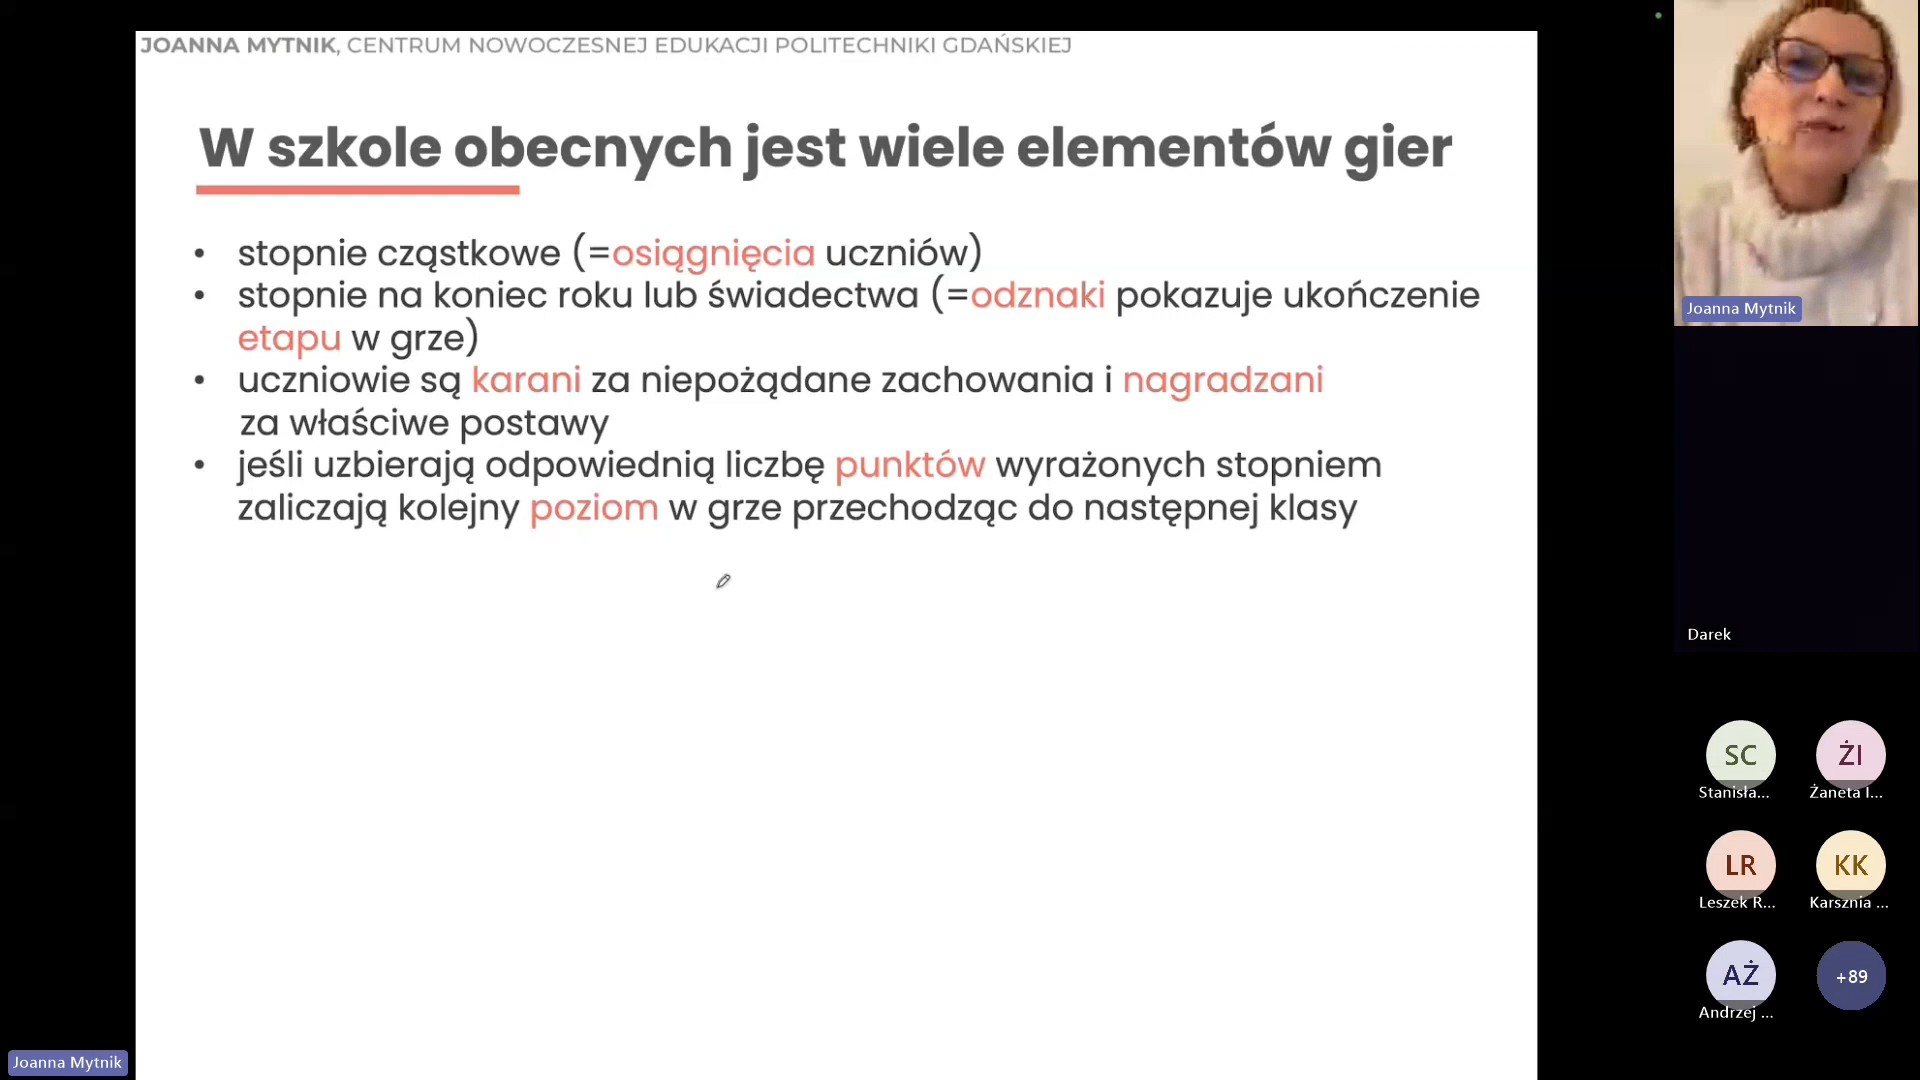 JOANNA MYTNIK, CENTRUM NOWOCZESNEJ EDUKACJI POLITECHNIKI GDAŃSKIEJ
W szkole obecnych jest wiele elementów gier
• stopnie cząstkowe (=osiągnięcia uczniów)
• stopnie na koniec roku lub świadectwa (=odznaki pokazuje ukończenie
etapu w grze)
• uczniowie są karani za niepożądane zachowania i nagradzani
za właściwe postawy
• jeśli uzbierają odpowiednią liczbę punktów wyrażonych stopniem
zaliczają kolejny poziom w grze przechodząc do następnej klasy
Joanna Mytnik
Darek
SC
ŻI
Stanisła...
Żaneta I...
LR
KK
Leszek R...
Karsznia ...
AŻ
+89
Andrzej ...
Joanna Mytnik